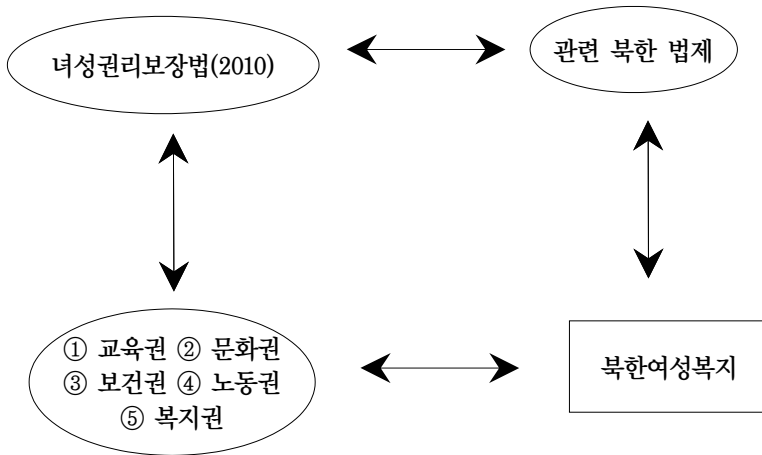 녀성권리보장법(2010)
관련 북한 법제
① 교육권 ② 문화권
③ 보건권 ④ 노동권
⑤ 복지권
북한여성복지